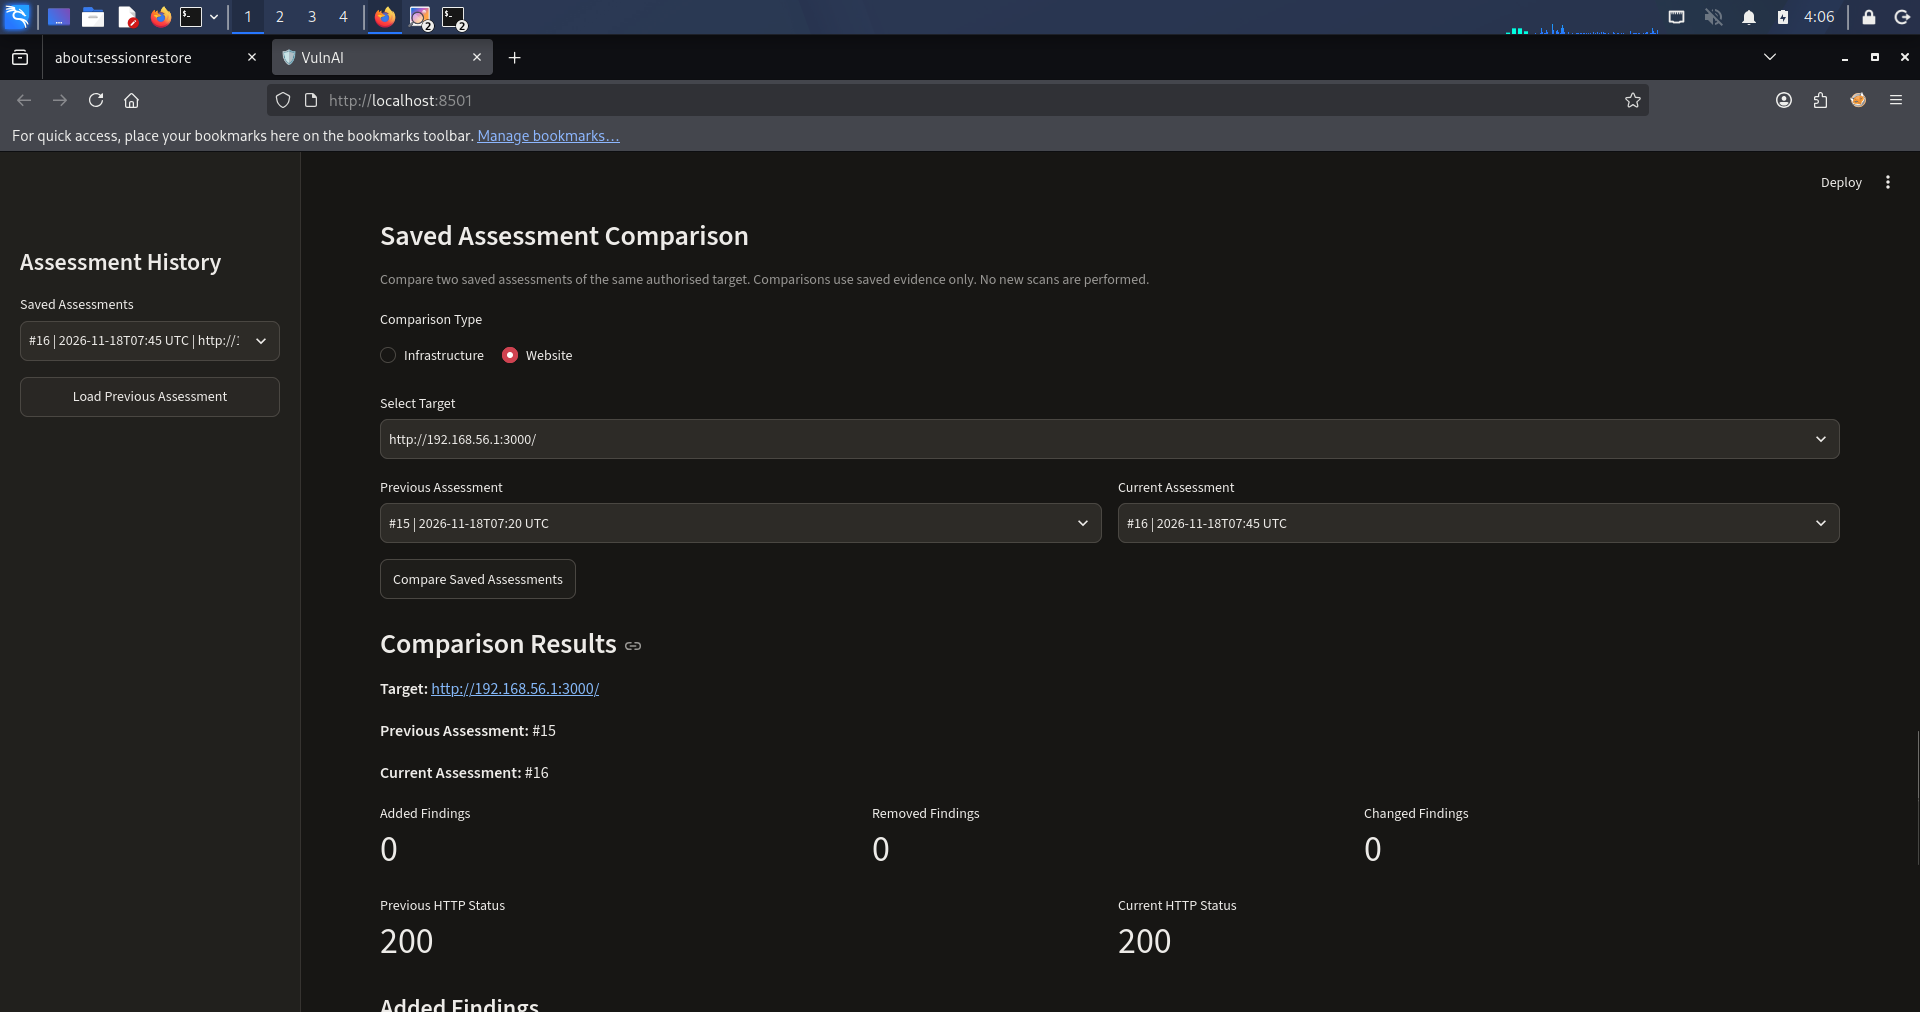 1 2 3 4 2 2 4:06
about:sessionrestore VulnAI
http://localhost:8501
For quick access, place your bookmarks here on the bookmarks toolbar. Manage bookmarks…
Deploy
Assessment History
Saved Assessments
#16 | 2026-11-18T07:45 UTC | http://1
Load Previous Assessment
Saved Assessment Comparison
Compare two saved assessments of the same authorised target. Comparisons use saved evidence only. No new scans are performed.
Comparison Type
Infrastructure Website
Select Target
http://192.168.56.1:3000/
Previous Assessment Current Assessment
#15 | 2026-11-18T07:20 UTC #16 | 2026-11-18T07:45 UTC
Compare Saved Assessments
Comparison Results
Target: http://192.168.56.1:3000/
Previous Assessment: #15
Current Assessment: #16
Added Findings Removed Findings Changed Findings
0 0 0
Previous HTTP Status Current HTTP Status
200 200
Added Findings